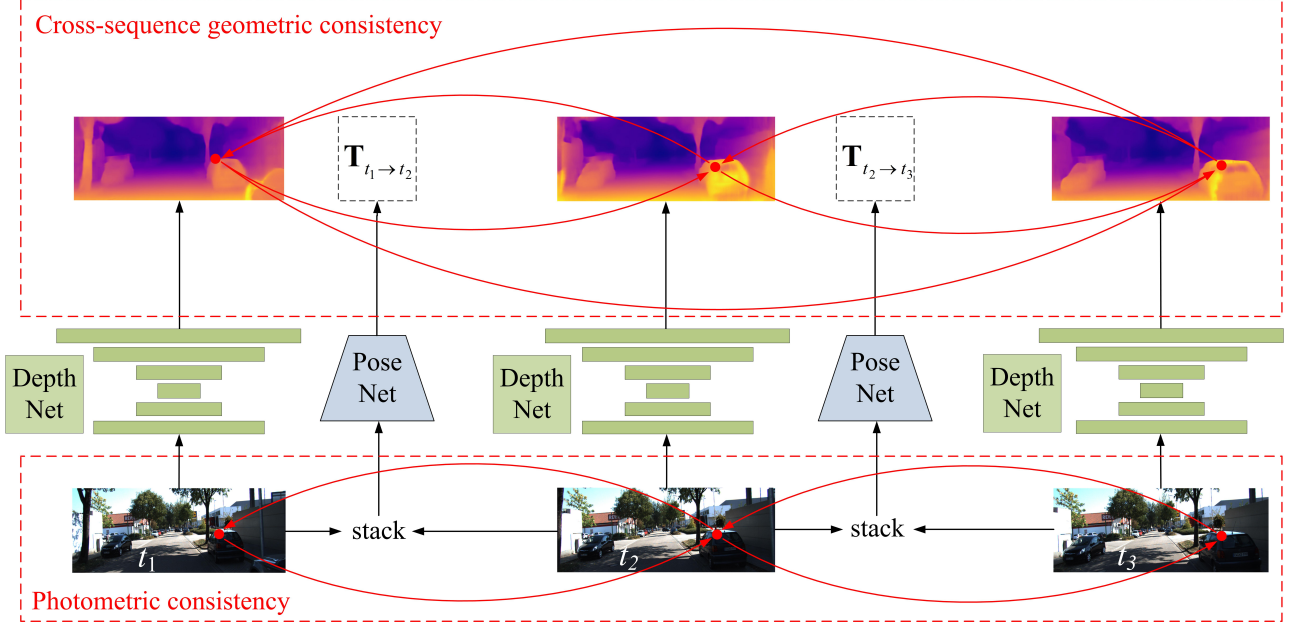 Cross-sequence geometric consistency
T t₁→t₂
T t₂→t₃
Depth
Net
Pose
Net
Depth
Net
Pose
Net
Depth
Net
t₁
stack
t₂
stack
t₃
Photometric consistency